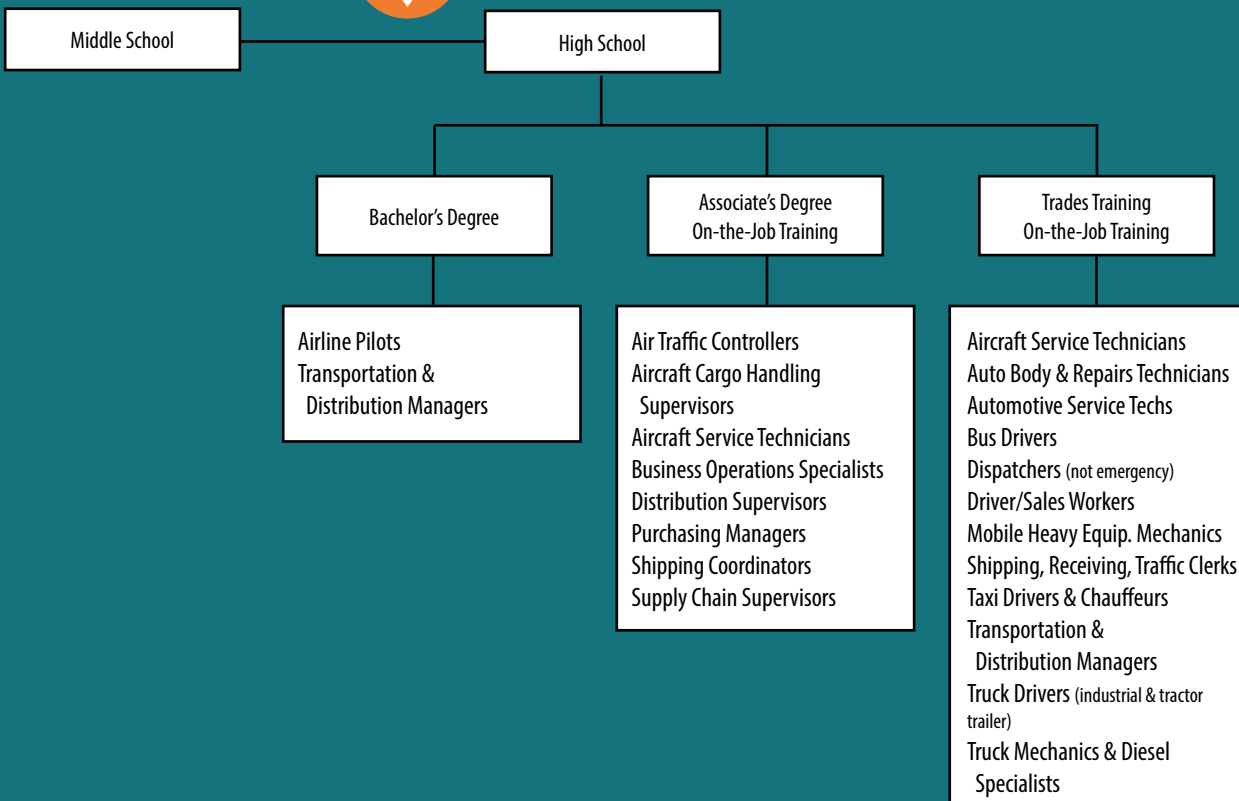 Middle School
High School
Bachelor's Degree
Associate's Degree
On-the-Job Training
Trades Training
On-the-Job Training
Airline Pilots
Transportation &
Distribution Managers
Air Traffic Controllers
Aircraft Cargo Handling
Supervisors
Aircraft Service Technicians
Business Operations Specialists
Distribution Supervisors
Purchasing Managers
Shipping Coordinators
Supply Chain Supervisors
Aircraft Service Technicians
Auto Body & Repairs Technicians
Automotive Service Techs
Bus Drivers
Dispatchers (not emergency)
Driver/Sales Workers
Mobile Heavy Equip. Mechanics
Shipping, Receiving, Traffic Clerks
Taxi Drivers & Chauffeurs
Transportation &
Distribution Managers
Truck Drivers (industrial & tractor
trailer)
Truck Mechanics & Diesel
Specialists